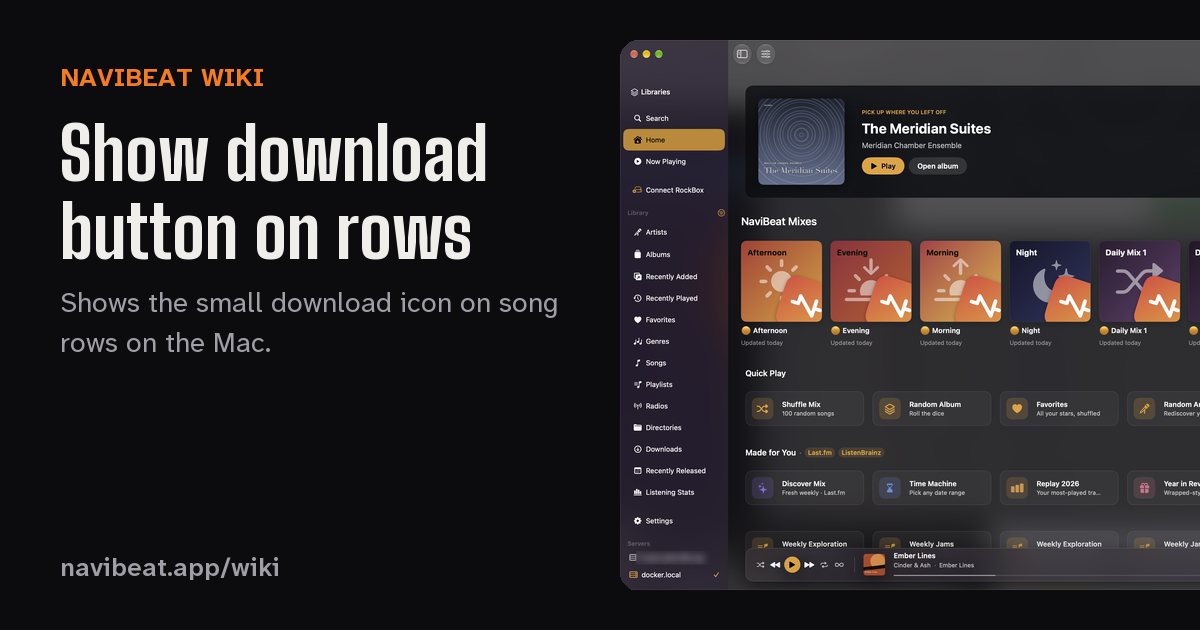 NAVIBEAT WIKI
Show download
button on rows
Shows the small download icon on song
rows on the Mac.
navibeat.app/wiki
Libraries
Search
Home
Now Playing
Connect RockBox
Library
Artists
Albums
Recently Added
Recently Played
Favorites
Genres
Songs
Playlists
Radios
Directories
Downloads
Recently Released
Listening Stats
Settings
Servers
docker.local
The Meridian Suites
PICK UP WHERE YOU LEFT OFF
The Meridian Suites
Meridian Chamber Ensemble
Play
Open album
NaviBeat Mixes
Afternoon
Evening
Morning
Night
Daily Mix 1
D
Afternoon
Evening
Morning
Night
Daily Mix 1
Updated today
Updated today
Updated today
Updated today
Updated today
Quick Play
Shuffle Mix
100 random songs
Random Album
Roll the dice
Favorites
All your stars, shuffled
Random Ar
Rediscover y
Made for You · Last.fm ListenBrainz
Discover Mix
Fresh weekly · Last.fm
Time Machine
Pick any date range
Replay 2026
Your most-played tra...
Year in Rev
Wrapped-sty
Weekly Exploration
Weekly Jams
Weekly Exploration
Weekly Jar
Ember Lines
Cinder & Ash · Ember Lines